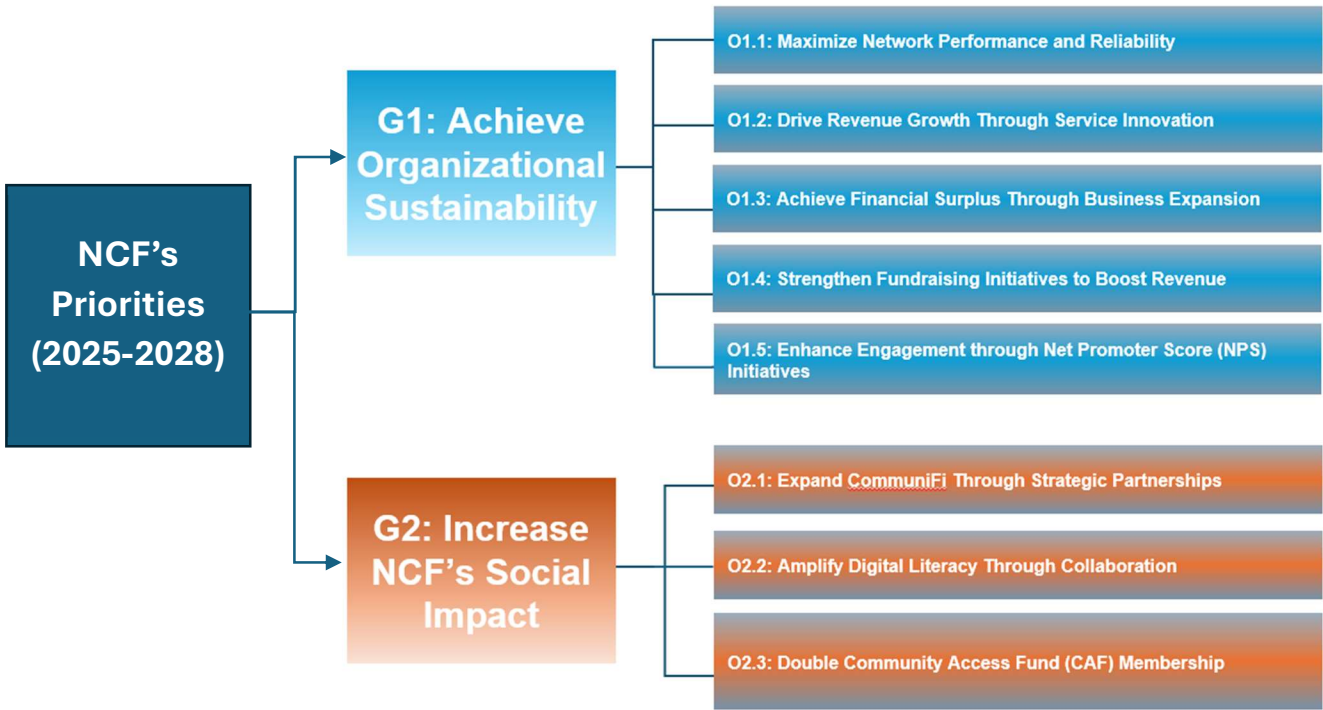 NCF's
Priorities
(2025-2028)
G1: Achieve
Organizational
Sustainability
O1.1: Maximize Network Performance and Reliability
O1.2: Drive Revenue Growth Through Service Innovation
O1.3: Achieve Financial Surplus Through Business Expansion
O1.4: Strengthen Fundraising Initiatives to Boost Revenue
O1.5: Enhance Engagement through Net Promoter Score (NPS)
Initiatives
G2: Increase
NCF's Social
Impact
O2.1: Expand CommuniFi Through Strategic Partnerships
O2.2: Amplify Digital Literacy Through Collaboration
O2.3: Double Community Access Fund (CAF) Membership